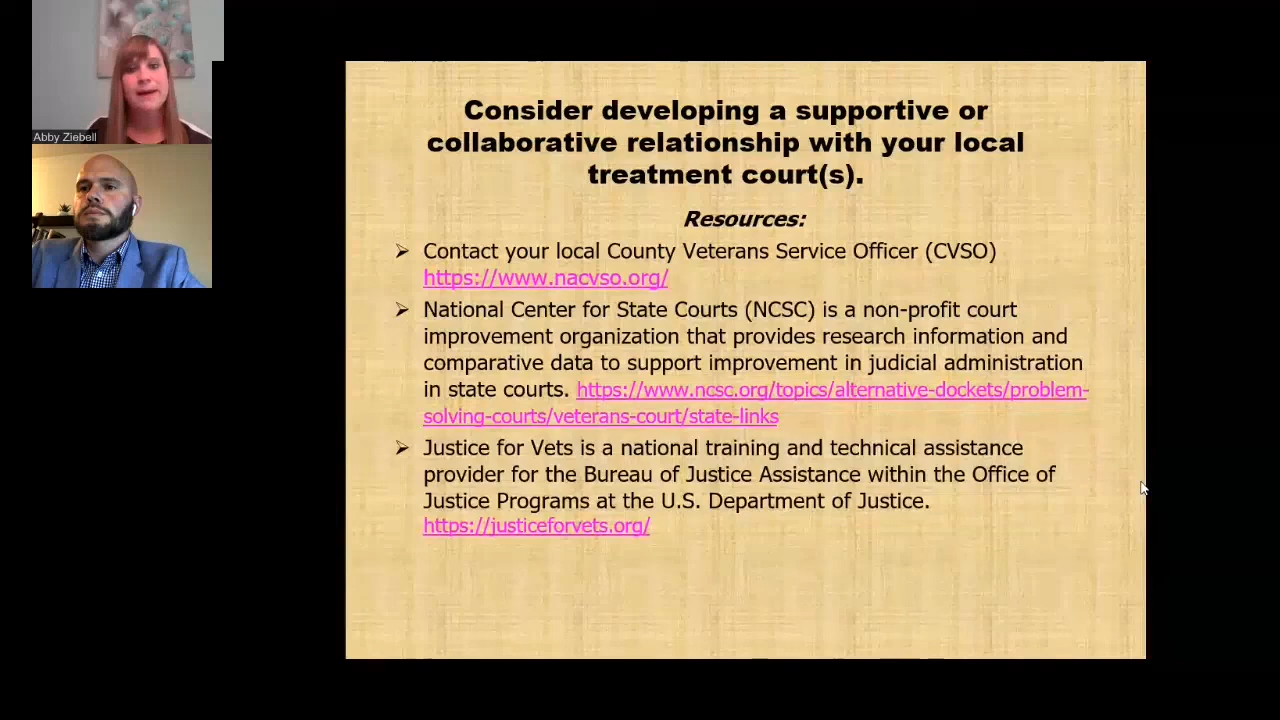 Abby Ziebell
Consider developing a supportive or
collaborative relationship with your local
treatment court(s).
Resources:
➢ Contact your local County Veterans Service Officer (CVSO)
https://www.nacvso.org/
➢ National Center for State Courts (NCSC) is a non-profit court
improvement organization that provides research information and
comparative data to support improvement in judicial administration
in state courts. https://www.ncsc.org/topics/alternative-dockets/problem-
solving-courts/veterans-court/state-links
➢ Justice for Vets is a national training and technical assistance
provider for the Bureau of Justice Assistance within the Office of
Justice Programs at the U.S. Department of Justice.
https://justiceforvets.org/